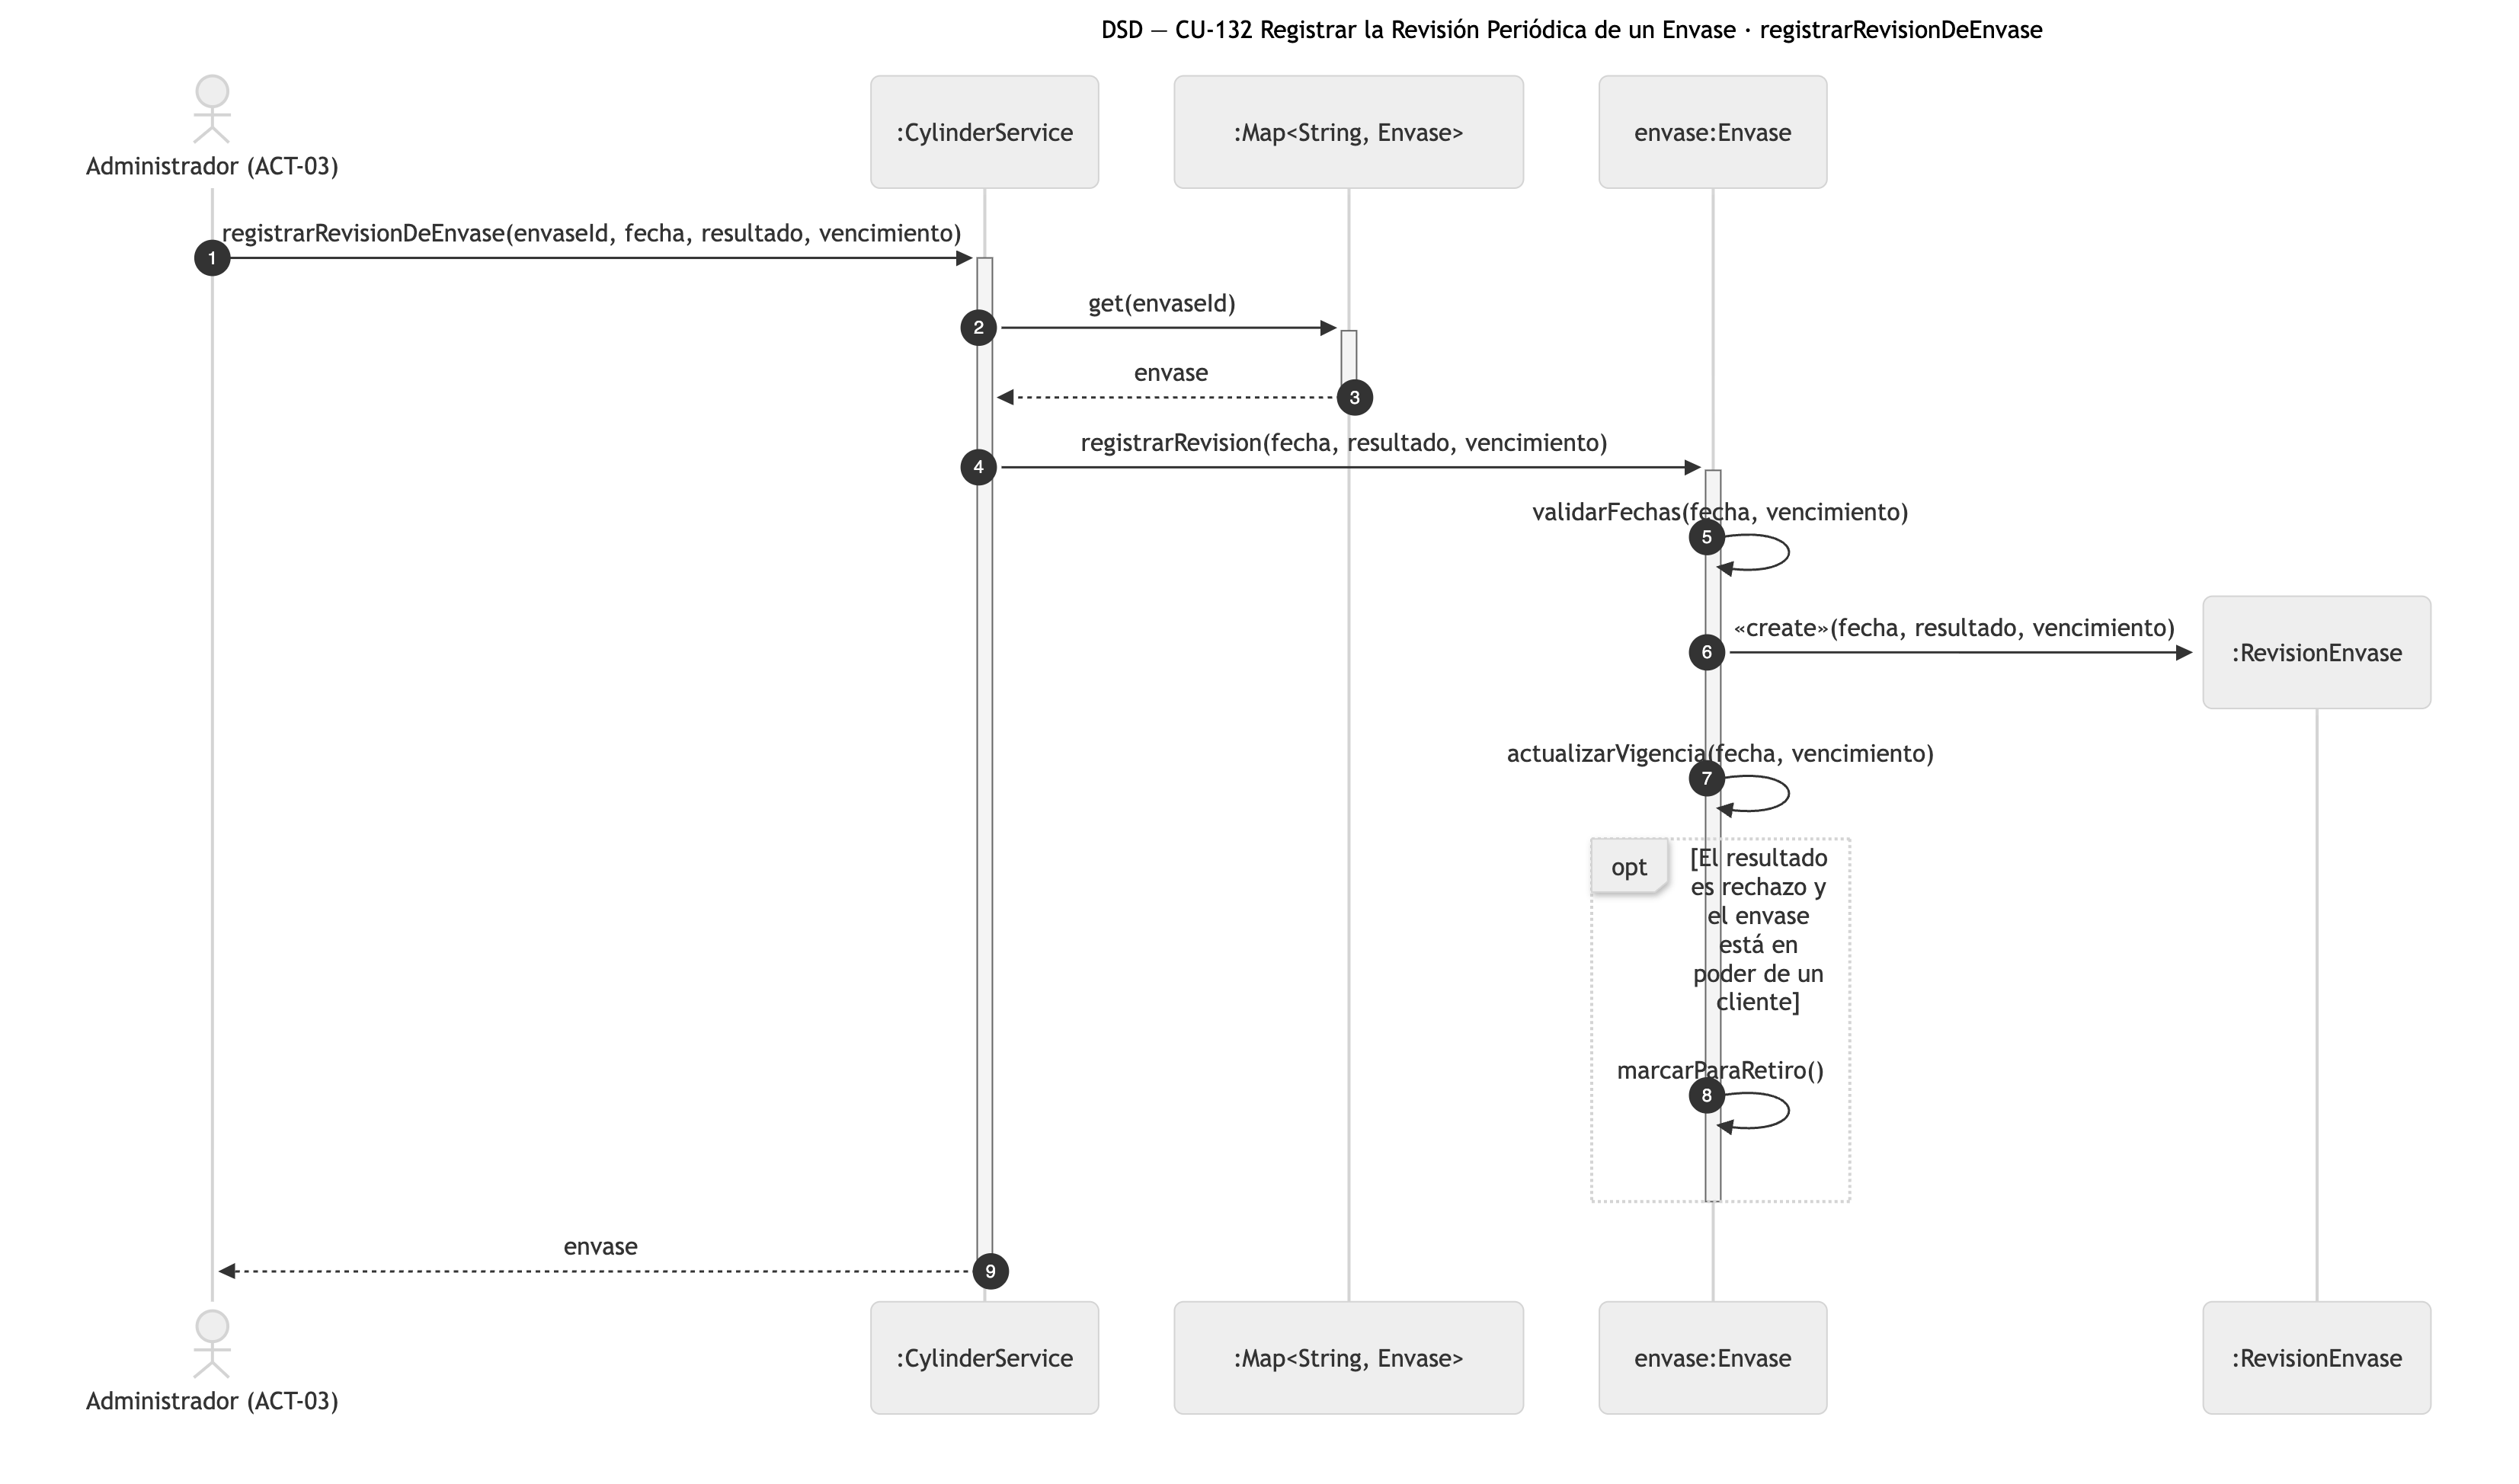 DSD — CU-132 Registrar la Revisión Periódica de un Envase · registrarRevisionDeEnvase
Administrador (ACT-03)
:CylinderService
:Map<String, Envase>
envase:Envase
registrarRevisionDeEnvase(envaseId, fecha, resultado, vencimiento)
1
get(envaseId)
2
envase
3
registrarRevision(fecha, resultado, vencimiento)
4
validarFechas(fecha, vencimiento)
5
«create»(fecha, resultado, vencimiento)
6
:RevisionEnvase
actualizarVigencia(fecha, vencimiento)
7
opt
[El resultado
es rechazo y
el envase
está en
poder de un
cliente]
marcarParaRetiro()
8
envase
9
Administrador (ACT-03)
:CylinderService
:Map<String, Envase>
envase:Envase
:RevisionEnvase